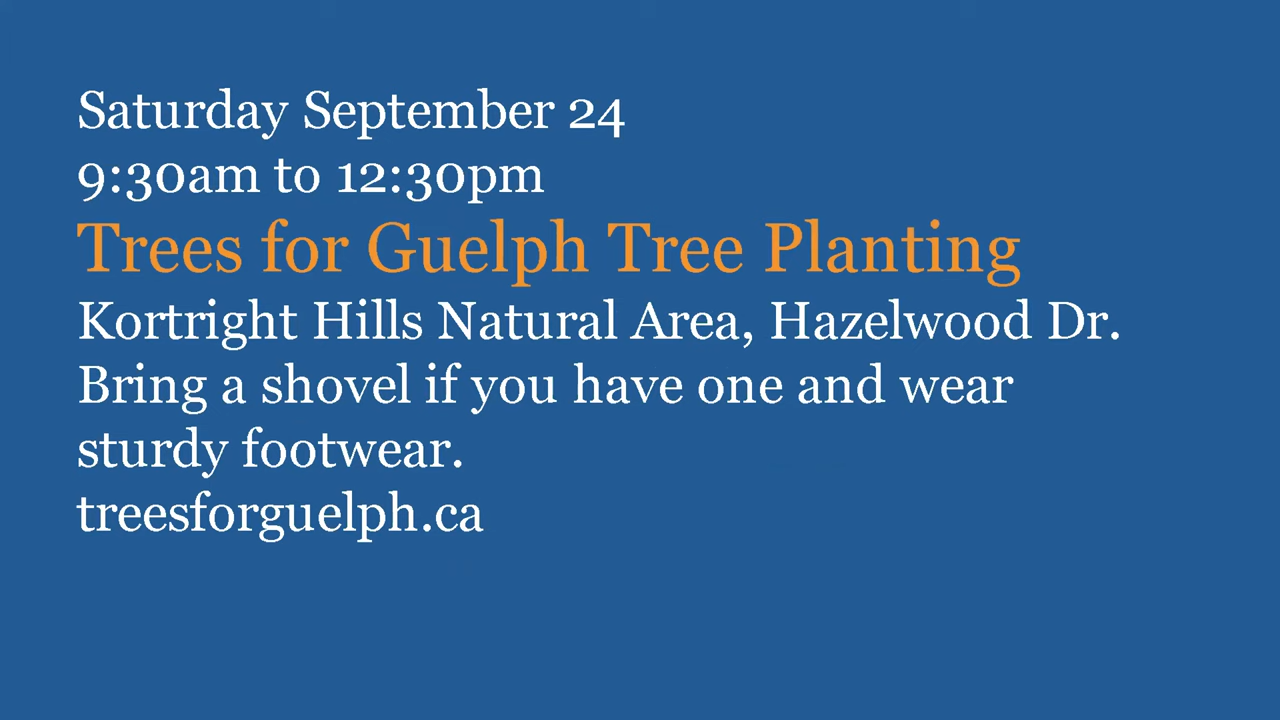 Saturday September 24
9:30am to 12:30pm
Trees for Guelph Tree Planting
Kortright Hills Natural Area, Hazelwood Dr.
Bring a shovel if you have one and wear
sturdy footwear.
treesforguelph.ca